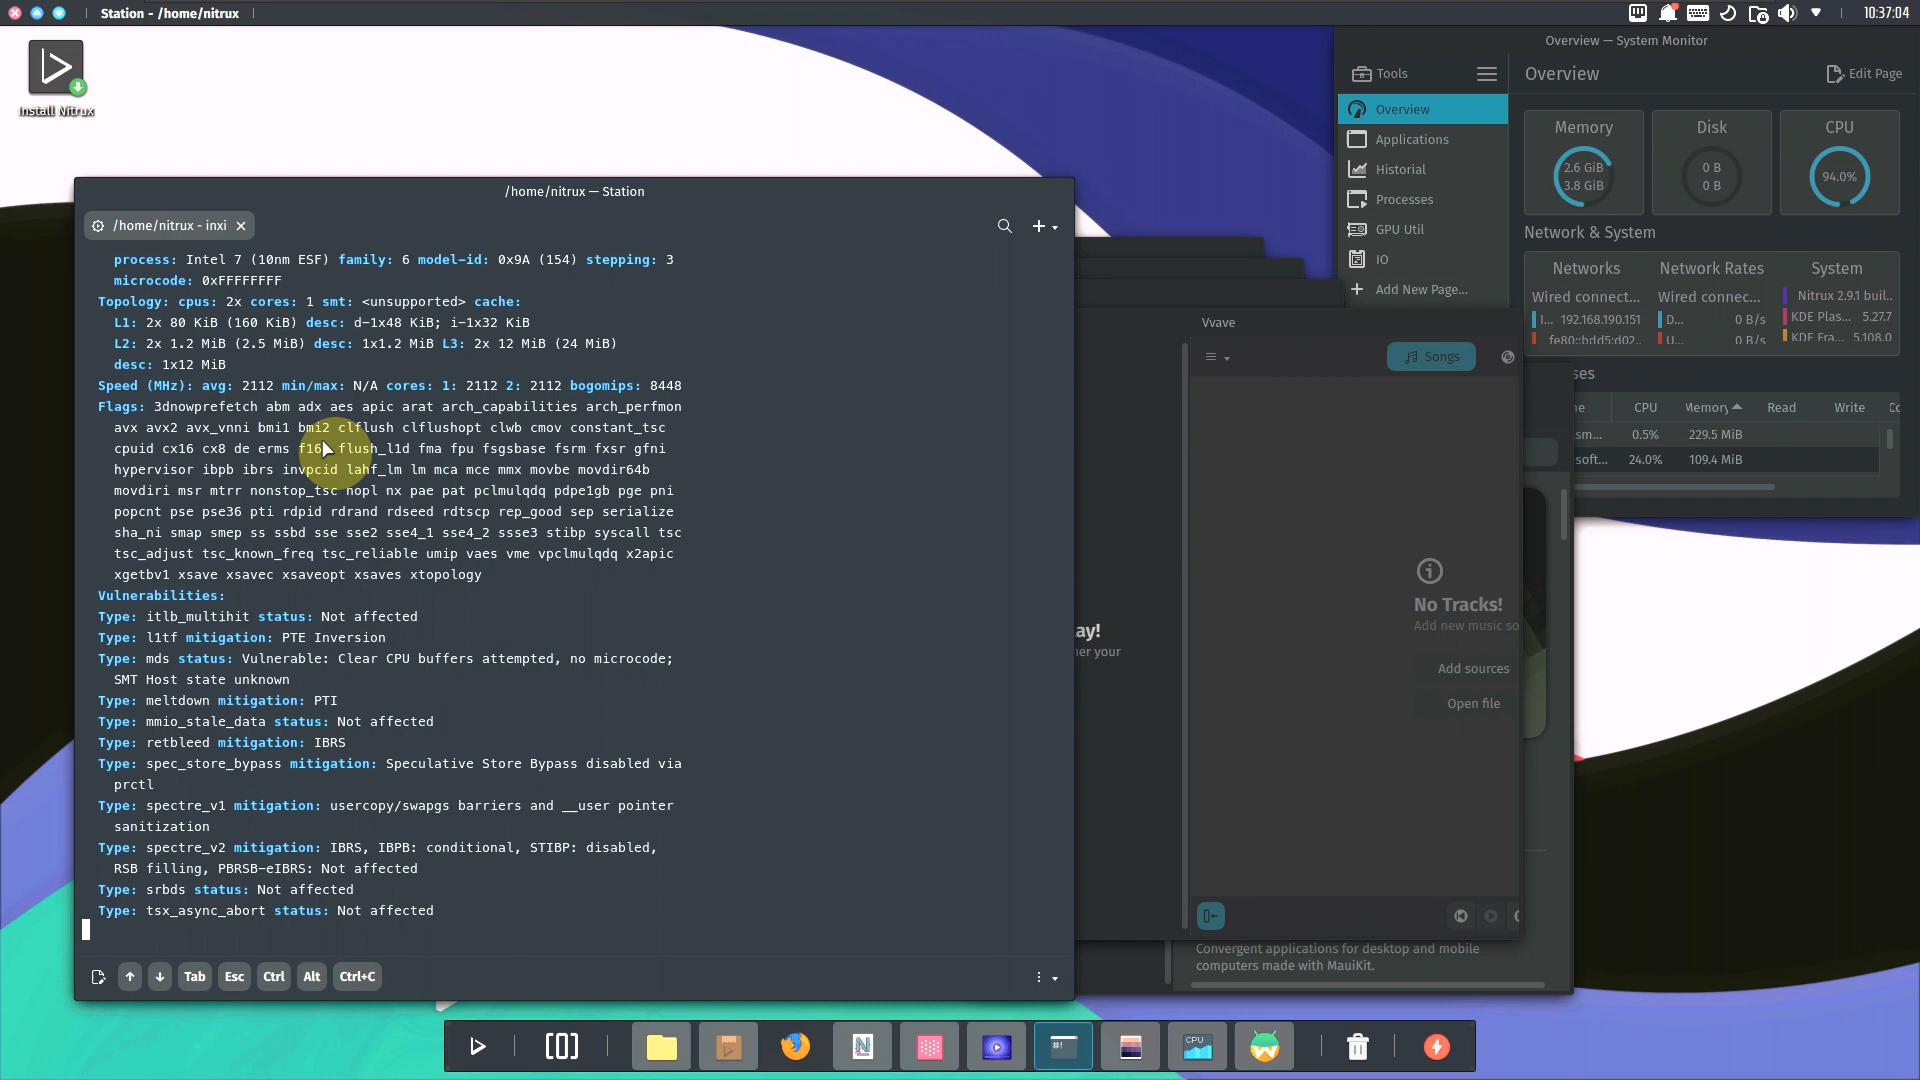 Station - /home/nitrux
10:37:04
Install Nitrux
/home/nitrux — Station
/home/nitrux - inxi
process: Intel 7 (10nm ESF) family: 6 model-id: 0x9A (154) stepping: 3
microcode: 0xFFFFFFFF
Topology: cpus: 2x cores: 1 smt: <unsupported> cache:
L1: 2x 80 KiB (160 KiB) desc: d-1x48 KiB; i-1x32 KiB
L2: 2x 1.2 MiB (2.5 MiB) desc: 1x1.2 MiB L3: 2x 12 MiB (24 MiB)
desc: 1x12 MiB
Speed (MHz): avg: 2112 min/max: N/A cores: 1: 2112 2: 2112 bogomips: 8448
Flags: 3dnowprefetch abm adx aes apic arat arch_capabilities arch_perfmon
avx avx2 avx_vnni bmi1 bmi2 clflush clflushopt clwb cmov constant_tsc
cpuid cx16 cx8 de erms f16c flush_l1d fma fpu fsgsbase fsrm fxsr gfni
hypervisor ibpb ibrs invpcid lahf_lm lm mca mce mmx movbe movdir64b
movdiri msr mtrr nonstop_tsc nopl nx pae pat pclmulqdq pdpe1gb pge pni
popcnt pse pse36 pti rdpid rdrand rdseed rdtscp rep_good sep serialize
sha_ni smap smep ss ssbd sse sse2 sse4_1 sse4_2 ssse3 stibp syscall tsc
tsc_adjust tsc_known_freq tsc_reliable umip vaes vme vpclmulqdq x2apic
xgetbv1 xsave xsavec xsaveopt xsaves xtopology
Vulnerabilities:
Type: itlb_multihit status: Not affected
Type: l1tf mitigation: PTE Inversion
Type: mds status: Vulnerable: Clear CPU buffers attempted, no microcode;
SMT Host state unknown
Type: meltdown mitigation: PTI
Type: mmio_stale_data status: Not affected
Type: retbleed mitigation: IBRS
Type: spec_store_bypass mitigation: Speculative Store Bypass disabled via
prctl
Type: spectre_v1 mitigation: usercopy/swapgs barriers and __user pointer
sanitization
Type: spectre_v2 mitigation: IBRS, IBPB: conditional, STIBP: disabled,
RSB filling, PBRSB-eIBRS: Not affected
Type: srbds status: Not affected
Type: tsx_async_abort status: Not affected
Tab Esc Ctrl Alt Ctrl+C
Overview — System Monitor
Tools
Overview
Edit Page
Overview
Applications
Historial
Processes
GPU Util
IO
Add New Page...
Memory Disk CPU
2.6 GiB 0 B 94.0%
3.8 GiB 0 B
Network & System
Networks Network Rates System
Wired connect... Wired connec... Nitrux 2.9.1 buil...
I... 192.168.190.151 D... 0 B/s KDE Plas... 5.27.7
fe80::bdd5:d02... U... 0 B/s KDE Fra... 5.108.0
ses
CPU Memory Read Write
sm... 0.5% 229.5 MiB
soft... 24.0% 109.4 MiB
Vvave
Songs
No Tracks!
Add new music so
Add sources
Open file
ay!
her your
Convergent applications for desktop and mobile
computers made with MauiKit.
#!
CPU